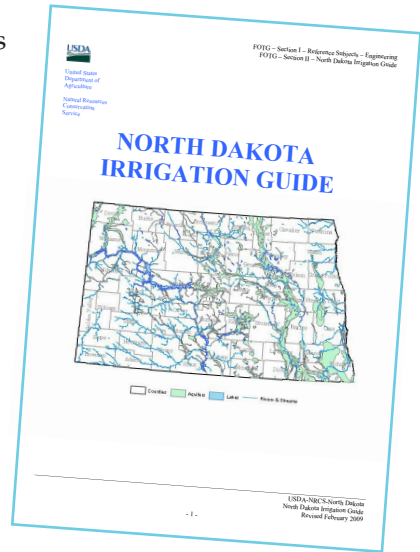 s
USDA
United States
Department of
Agriculture
Natural Resources
Conservation
Service
FOTG – Section I – Reference Subjects – Engineering
FOTG – Section II – North Dakota Irrigation Guide
NORTH DAKOTA
IRRIGATION GUIDE
Counties Aquifers Lakes Rivers & Streams
USDA-NRCS-North Dakota
North Dakota Irrigation Guide
Revised February 2009
- 1 -